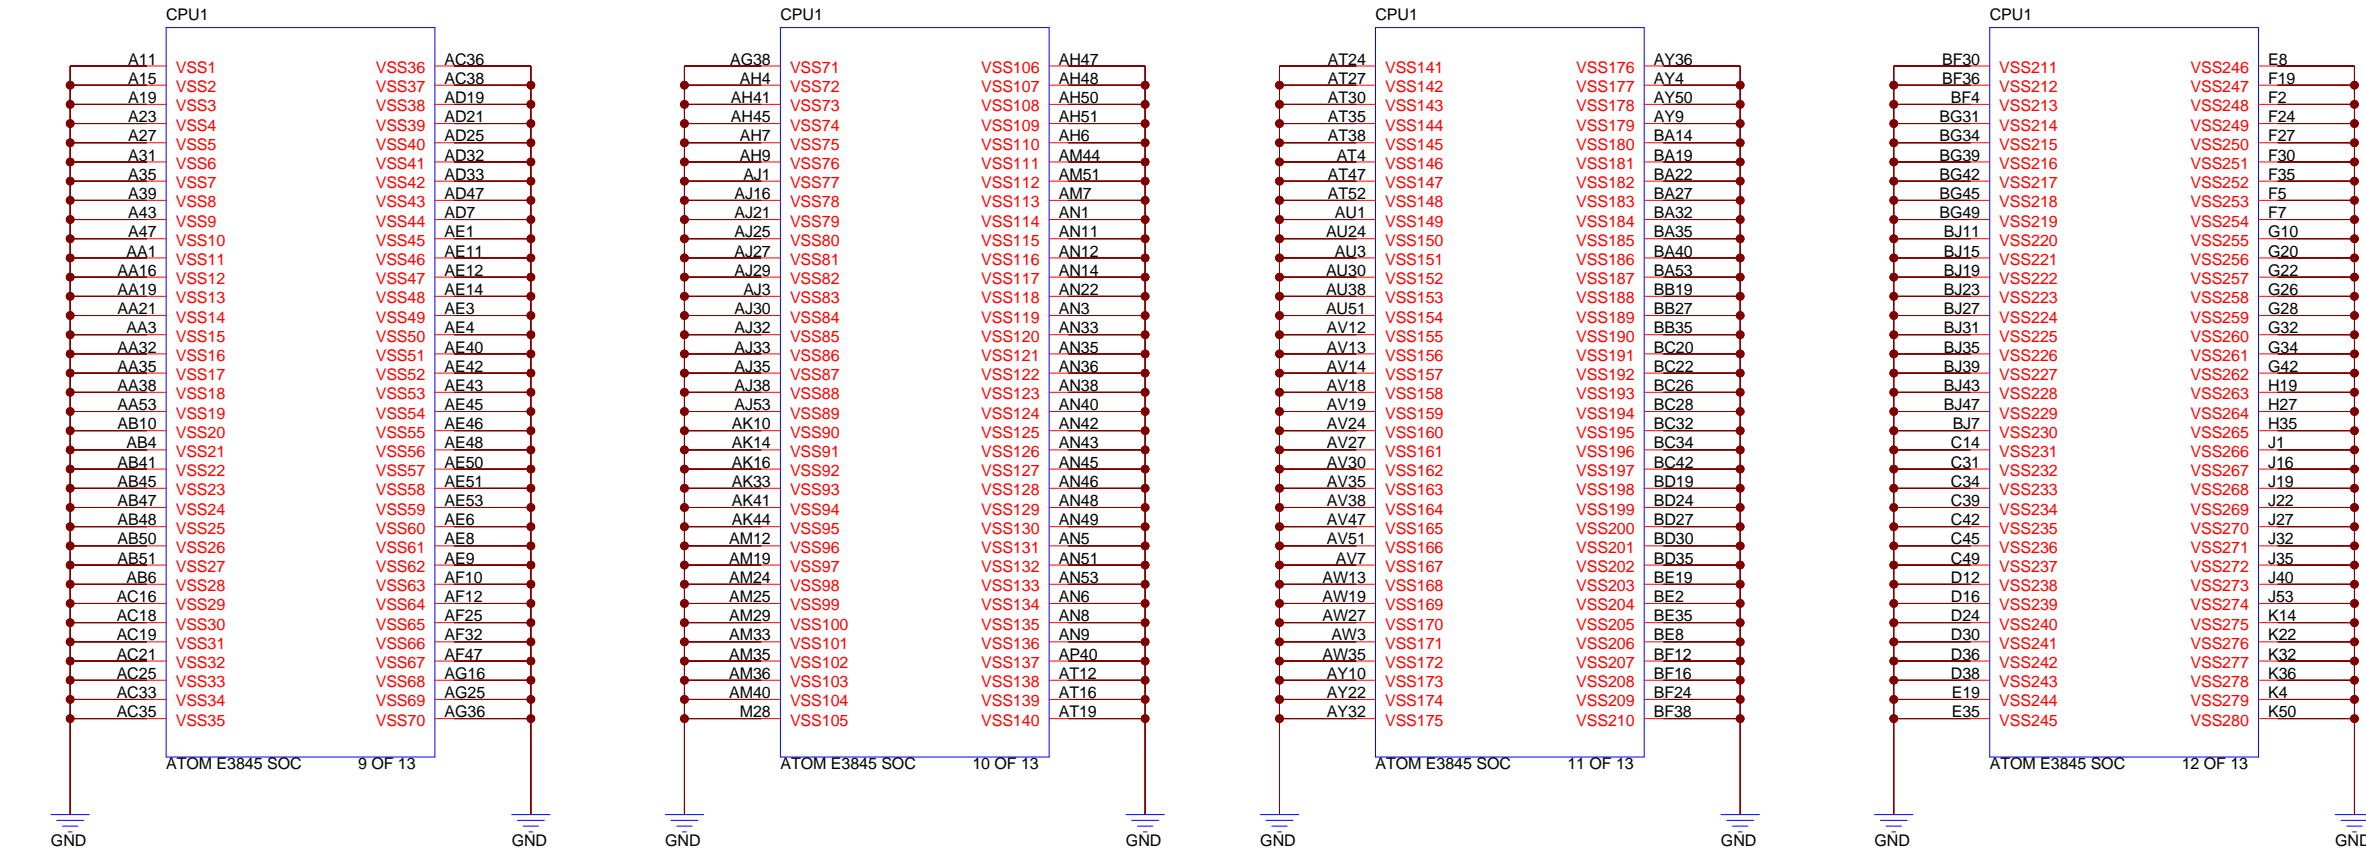 CPU1 CPU1 CPU1 CPU1
A11 VSS1 VSS36 AC36 AG38 VSS71 VSS106 AH47 AT24 VSS141 VSS176 AY36 BF30 VSS211 VSS246 E8
A15 VSS2 VSS37 AC38 AH4 VSS72 VSS107 AH48 AT27 VSS142 VSS177 AY4 BF36 VSS212 VSS247 F19
A19 VSS3 VSS38 AD19 AH41 VSS73 VSS108 AH50 AT30 VSS143 VSS178 AY50 BF4 VSS213 VSS248 F2
A23 VSS4 VSS39 AD21 AH45 VSS74 VSS109 AH51 AT35 VSS144 VSS179 AY9 BG31 VSS214 VSS249 F24
A27 VSS5 VSS40 AD25 AH7 VSS75 VSS110 AH6 AT38 VSS145 VSS180 BA14 BG34 VSS215 VSS250 F27
A31 VSS6 VSS41 AD32 AH9 VSS76 VSS111 AM44 AT4 VSS146 VSS181 BA19 BG39 VSS216 VSS251 F30
A35 VSS7 VSS42 AD33 AJ1 VSS77 VSS112 AM51 AT47 VSS147 VSS182 BA22 BG42 VSS217 VSS252 F35
A39 VSS8 VSS43 AD47 AJ16 VSS78 VSS113 AM7 AT52 VSS148 VSS183 BA27 BG45 VSS218 VSS253 F5
A43 VSS9 VSS44 AD7 AJ21 VSS79 VSS114 AN1 AU1 VSS149 VSS184 BA32 BG49 VSS219 VSS254 F7
A47 VSS10 VSS45 AE1 AJ25 VSS80 VSS115 AN11 AU24 VSS150 VSS185 BA35 BJ11 VSS220 VSS255 G10
AA1 VSS11 VSS46 AE11 AJ27 VSS81 VSS116 AN12 AU3 VSS151 VSS186 BA40 BJ15 VSS221 VSS256 G20
AA16 VSS12 VSS47 AE12 AJ29 VSS82 VSS117 AN14 AU30 VSS152 VSS187 BA53 BJ19 VSS222 VSS257 G22
AA19 VSS13 VSS48 AE14 AJ3 VSS83 VSS118 AN22 AU38 VSS153 VSS188 BB19 BJ23 VSS223 VSS258 G26
AA21 VSS14 VSS49 AE3 AJ30 VSS84 VSS119 AN3 AU51 VSS154 VSS189 BB27 BJ27 VSS224 VSS259 G28
AA3 VSS15 VSS50 AE4 AJ32 VSS85 VSS120 AN33 AV12 VSS155 VSS190 BB35 BJ31 VSS225 VSS260 G32
AA32 VSS16 VSS51 AE40 AJ33 VSS86 VSS121 AN35 AV13 VSS156 VSS191 BC20 BJ35 VSS226 VSS261 G34
AA35 VSS17 VSS52 AE42 AJ35 VSS87 VSS122 AN36 AV14 VSS157 VSS192 BC22 BJ39 VSS227 VSS262 G42
AA38 VSS18 VSS53 AE43 AJ38 VSS88 VSS123 AN38 AV18 VSS158 VSS193 BC26 BJ43 VSS228 VSS263 H19
AA53 VSS19 VSS54 AE45 AJ53 VSS89 VSS124 AN40 AV19 VSS159 VSS194 BC28 BJ47 VSS229 VSS264 H27
AB10 VSS20 VSS55 AE46 AK10 VSS90 VSS125 AN42 AV24 VSS160 VSS195 BC32 BJ7 VSS230 VSS265 H35
AB4 VSS21 VSS56 AE48 AK14 VSS91 VSS126 AN43 AV27 VSS161 VSS196 BC34 C14 VSS231 VSS266 J1
AB41 VSS22 VSS57 AE50 AK16 VSS92 VSS127 AN45 AV30 VSS162 VSS197 BC42 C31 VSS232 VSS267 J16
AB45 VSS23 VSS58 AE51 AK33 VSS93 VSS128 AN46 AV35 VSS163 VSS198 BD19 C34 VSS233 VSS268 J19
AB47 VSS24 VSS59 AE53 AK41 VSS94 VSS129 AN48 AV38 VSS164 VSS199 BD24 C39 VSS234 VSS269 J22
AB48 VSS25 VSS60 AE6 AK44 VSS95 VSS130 AN49 AV47 VSS165 VSS200 BD27 C42 VSS235 VSS270 J27
AB50 VSS26 VSS61 AE8 AM12 VSS96 VSS131 AN5 AV51 VSS166 VSS201 BD30 C45 VSS236 VSS271 J32
AB51 VSS27 VSS62 AE9 AM19 VSS97 VSS132 AN51 AV7 VSS167 VSS202 BD35 C49 VSS237 VSS272 J35
AB6 VSS28 VSS63 AF10 AM24 VSS98 VSS133 AN53 AW13 VSS168 VSS203 BE19 D12 VSS238 VSS273 J40
AC16 VSS29 VSS64 AF12 AM25 VSS99 VSS134 AN6 AW19 VSS169 VSS204 BE2 D16 VSS239 VSS274 J53
AC18 VSS30 VSS65 AF25 AM29 VSS100 VSS135 AN8 AW27 VSS170 VSS205 BE35 D24 VSS240 VSS275 K14
AC19 VSS31 VSS66 AF32 AM33 VSS101 VSS136 AN9 AW3 VSS171 VSS206 BE8 D30 VSS241 VSS276 K22
AC21 VSS32 VSS67 AF47 AM35 VSS102 VSS137 AP40 AW35 VSS172 VSS207 BF12 D36 VSS242 VSS277 K32
AC25 VSS33 VSS68 AG16 AM36 VSS103 VSS138 AT12 AY10 VSS173 VSS208 BF16 D38 VSS243 VSS278 K36
AC33 VSS34 VSS69 AG25 AM40 VSS104 VSS139 AT16 AY22 VSS174 VSS209 BF24 E19 VSS244 VSS279 K4
AC35 VSS35 VSS70 AG36 M28 VSS105 VSS140 AT19 AY32 VSS175 VSS210 BF38 E35 VSS245 VSS280 K50
ATOM E3845 SOC 9 OF 13 ATOM E3845 SOC 10 OF 13 ATOM E3845 SOC 11 OF 13 ATOM E3845 SOC 12 OF 13
GND GND GND GND GND GND GND GND